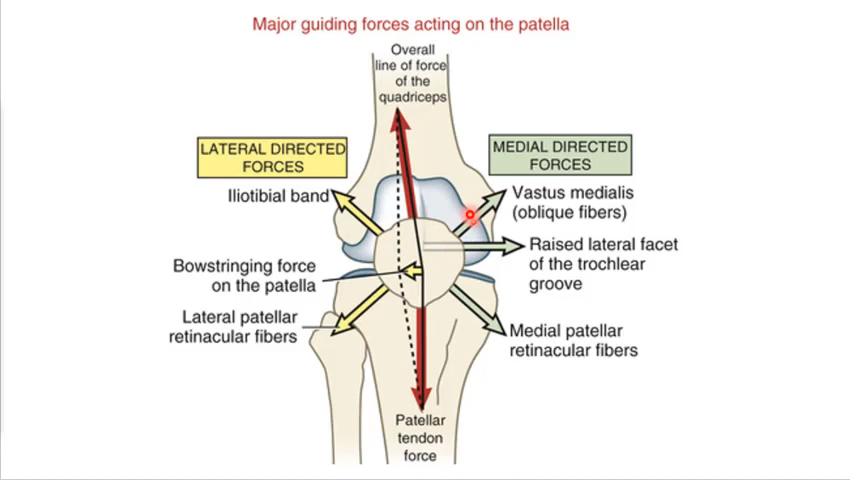 Major guiding forces acting on the patella
Overall
line of force
of the
quadriceps
LATERAL DIRECTED
FORCES
MEDIAL DIRECTED
FORCES
Iliotibial band
Vastus medialis
(oblique fibers)
Raised lateral facet
of the trochlear
groove
Bowstringing force
on the patella
Lateral patellar
retinacular fibers
Medial patellar
retinacular fibers
Patellar
tendon
force